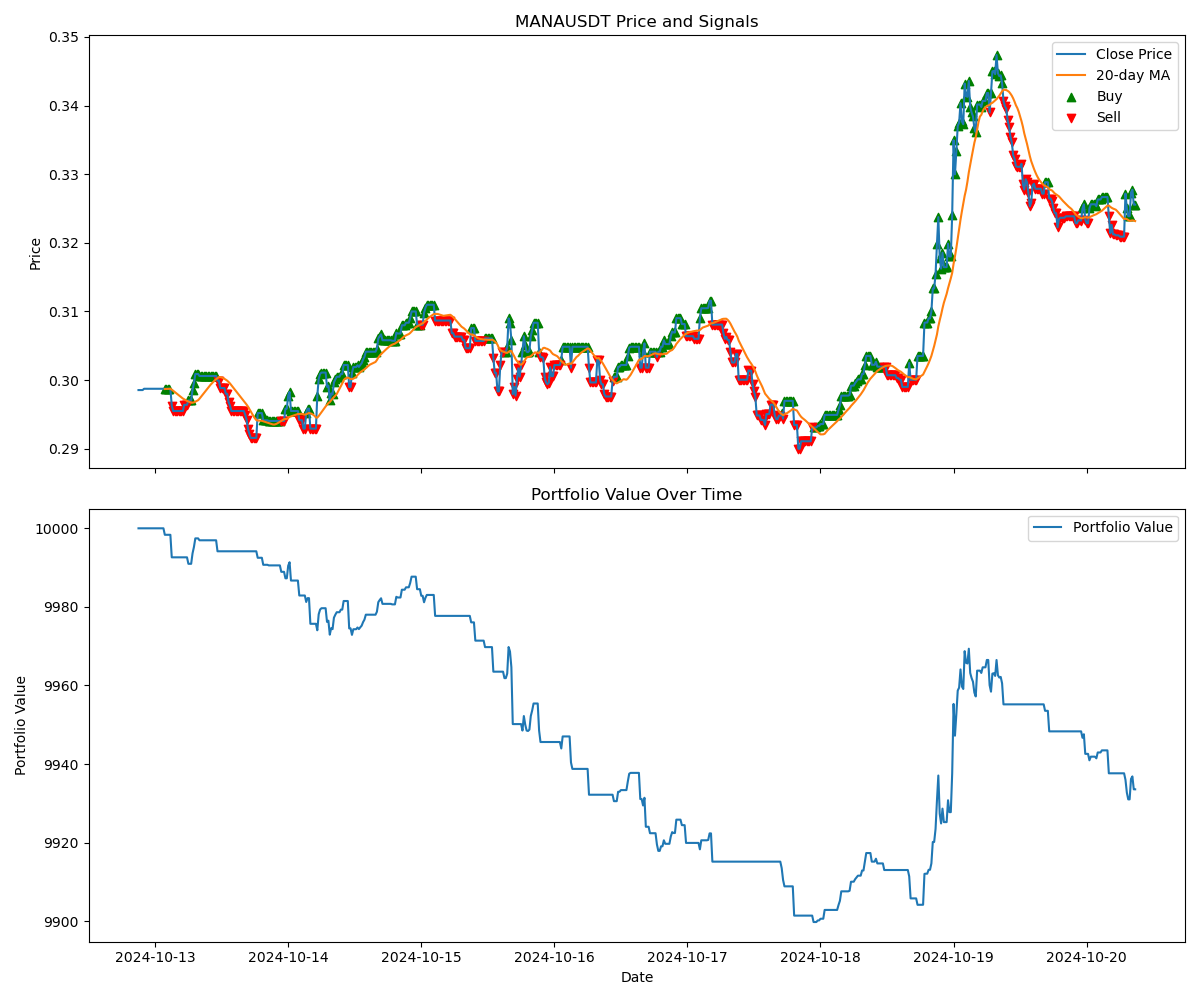 MANAUSDT Price and Signals
0.35
0.34
0.33
0.32
0.31
0.30
0.29
Price
Close Price
20-day MA
Buy
Sell
Portfolio Value Over Time
10000
9980
9960
9940
9920
9900
Portfolio Value
Portfolio Value
2024-10-13
2024-10-14
2024-10-15
2024-10-16
2024-10-17
2024-10-18
2024-10-19
2024-10-20
Date